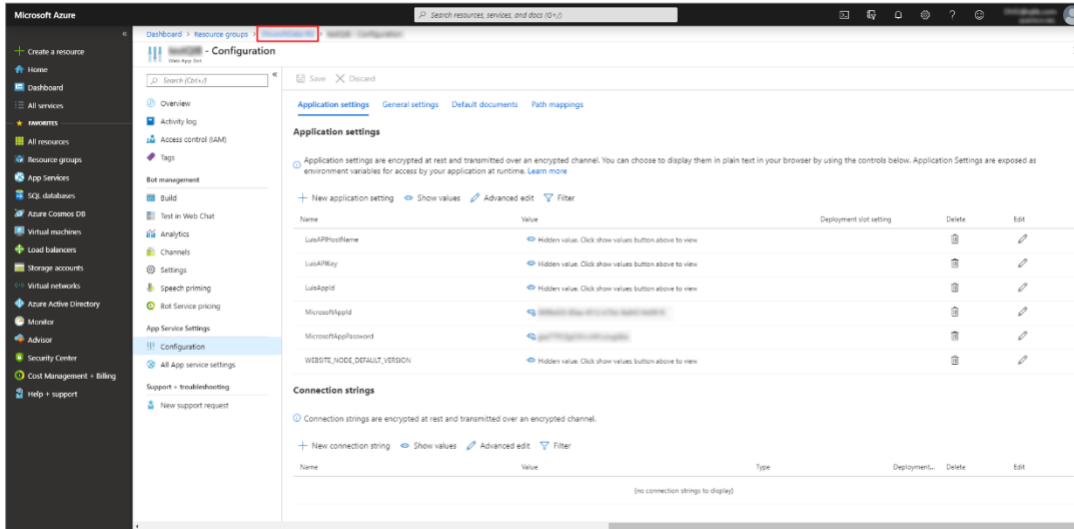 Microsoft Azure
Search resources, services, and docs (G+/)
Dashboard > Resource groups > > - Configuration
+ Create a resource
Home
Dashboard
All services
FAVORITES
All resources
Resource groups
App Services
SQL databases
Azure Cosmos DB
Virtual machines
Load balancers
Storage accounts
Virtual networks
Azure Active Directory
Monitor
Advisor
Security Center
Cost Management + Billing
Help + support
- Configuration
Web App Bot
Search (Ctrl+/)
Overview
Activity log
Access control (IAM)
Tags
Bot management
Build
Test in Web Chat
Analytics
Channels
Settings
Speech priming
Bot Service pricing
App Service Settings
Configuration
All App service settings
Support + troubleshooting
New support request
Save Discard
Application settings General settings Default documents Path mappings
Application settings
Application settings are encrypted at rest and transmitted over an encrypted channel. You can choose to display them in plain text in your browser by using the controls below. Application Settings are exposed as
environment variables for access by your application at runtime. Learn more
+ New application setting Show values Advanced edit Filter
Name Value Deployment slot setting Delete Edit
LuisAPIHostName Hidden value. Click show values button above to view
LuisAPIKey Hidden value. Click show values button above to view
LuisAppId Hidden value. Click show values button above to view
MicrosoftAppId
MicrosoftAppPassword
WEBSITE_NODE_DEFAULT_VERSION Hidden value. Click show values button above to view
Connection strings
Connection strings are encrypted at rest and transmitted over an encrypted channel.
+ New connection string Show values Advanced edit Filter
Name Value Type Deployment... Delete Edit
(no connection strings to display)